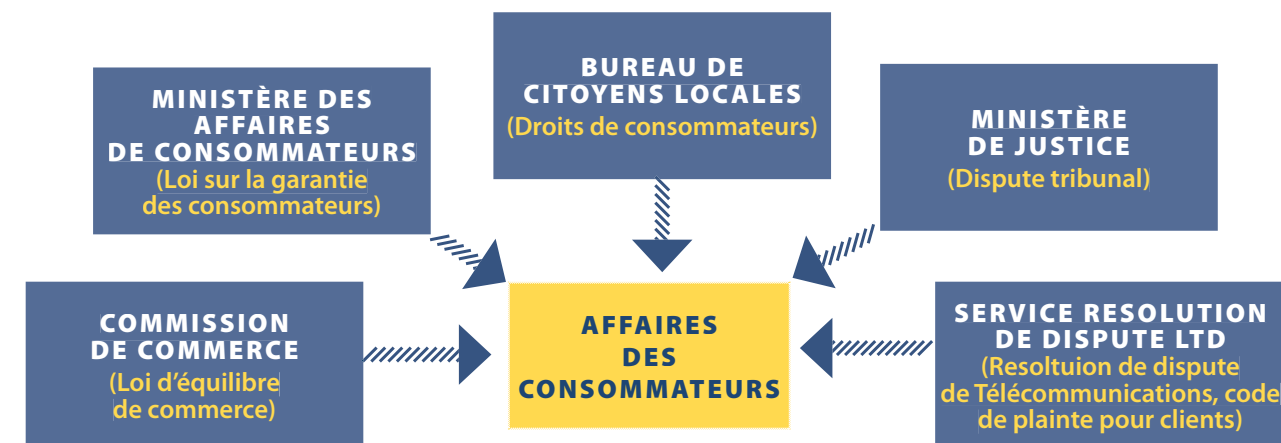 MINISTÈRE DES
AFFAIRES
DE CONSOMMATEURS
(Loi sur la garantie
des consommateurs)
BUREAU DE
CITOYENS LOCALES
(Droits de consommateurs)
MINISTÈRE
DE JUSTICE
(Dispute tribunal)
COMMISSION
DE COMMERCE
(Loi d'équilibre
de commerce)
AFFAIRES
DES
CONSOMMATEURS
SERVICE RESOLUTION
DE DISPUTE LTD
(Resoltuion de dispute
de Télécommunications, code
de plainte pour clients)